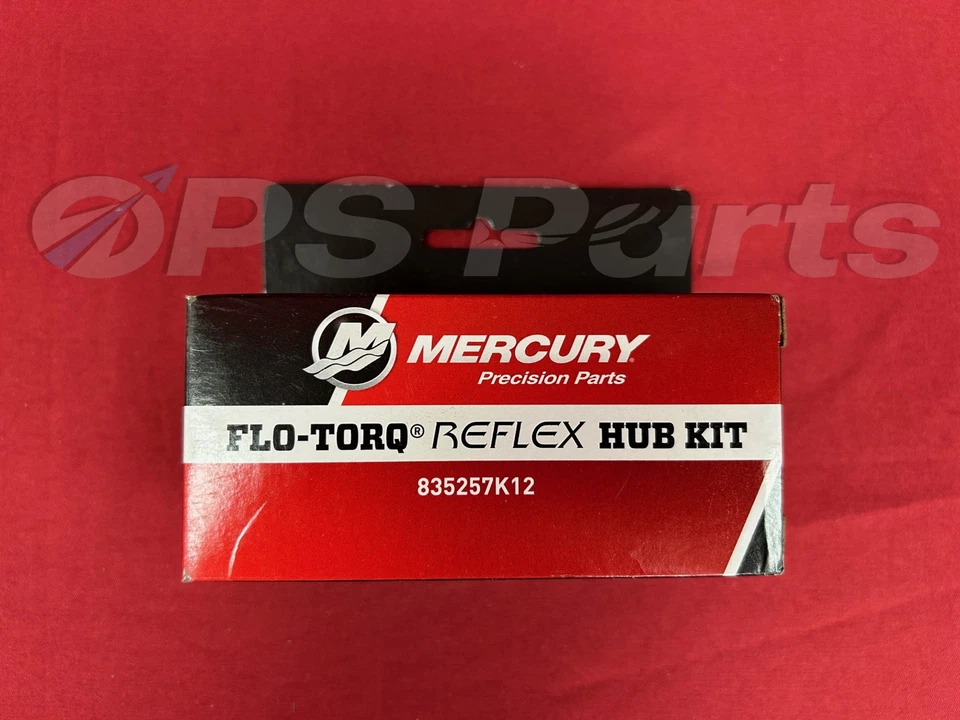 OPS Parts
MERCURY
Precision Parts
FLO-TORQ® REFLEX HUB KIT
835257K12